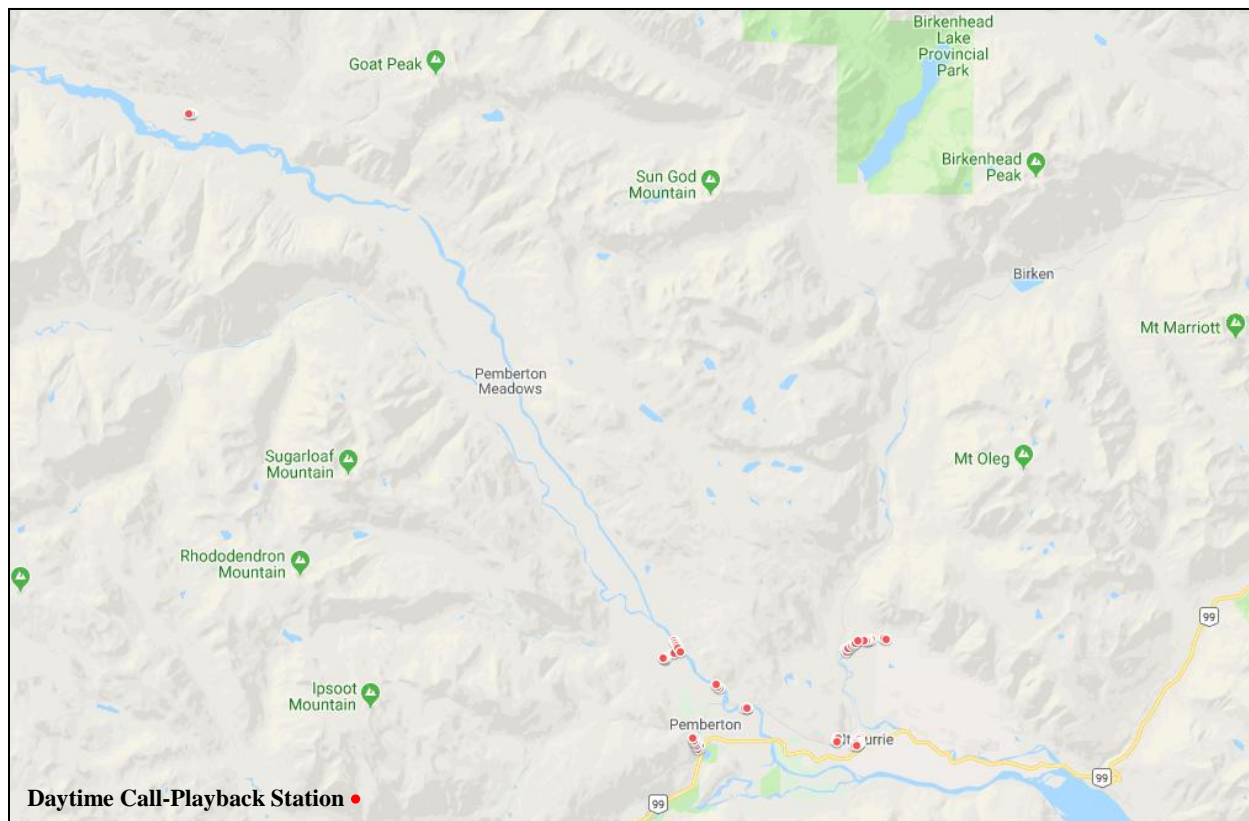 Birkenhead
Lake
Provincial
Park
Goat Peak
Birkenhead
Peak
Sun God
Mountain
Birken
Mt Marriott
Pemberton
Meadows
Sugarloaf
Mountain
Mt Oleg
Rhododendron
Mountain
99
Ipsoot
Mountain
Pemberton
99
99
Daytime Call-Playback Station